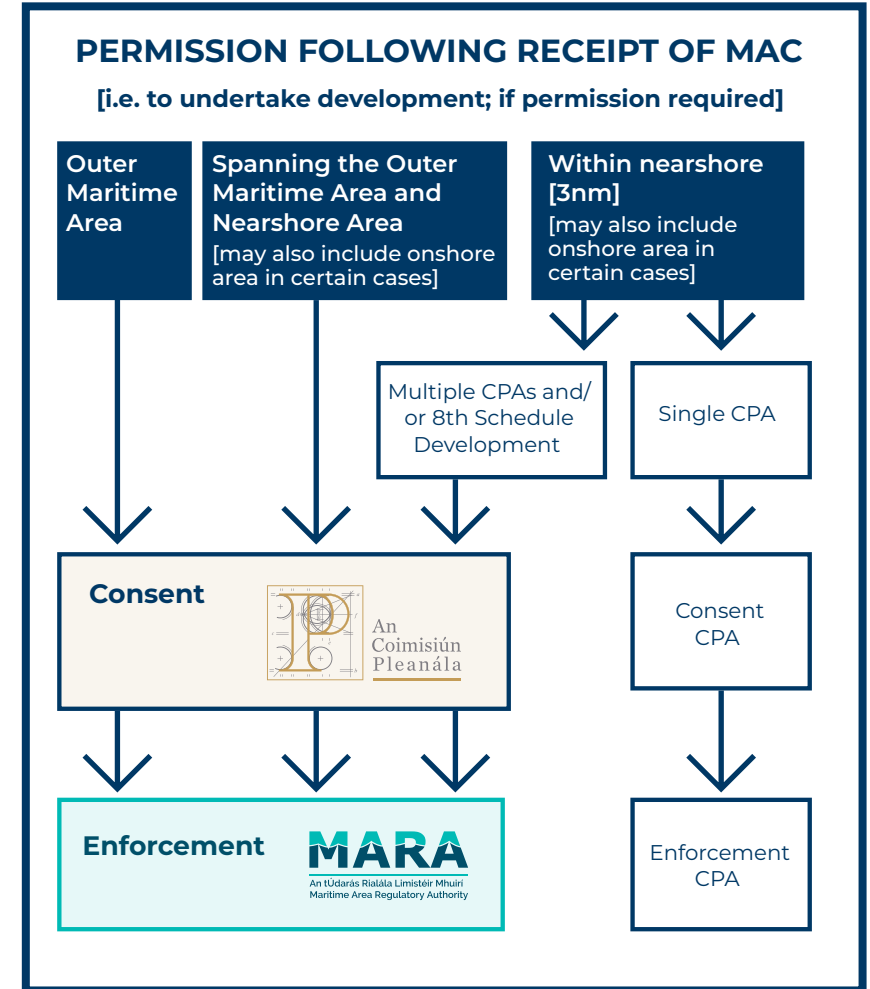 PERMISSION FOLLOWING RECEIPT OF MAC
[i.e. to undertake development; if permission required]
Outer
Maritime
Area
Spanning the Outer
Maritime Area and
Nearshore Area
[may also include onshore
area in certain cases]
Within nearshore
[3nm]
[may also include
onshore area in
certain cases]
Multiple CPAs and/
or 8th Schedule
Development
Single CPA
Consent
An
Coimisiún
Pleanála
Consent
CPA
Enforcement
MARA
An tÚdarás Rialála Limistéir Mhuirí
Maritime Area Regulatory Authority
Enforcement
CPA